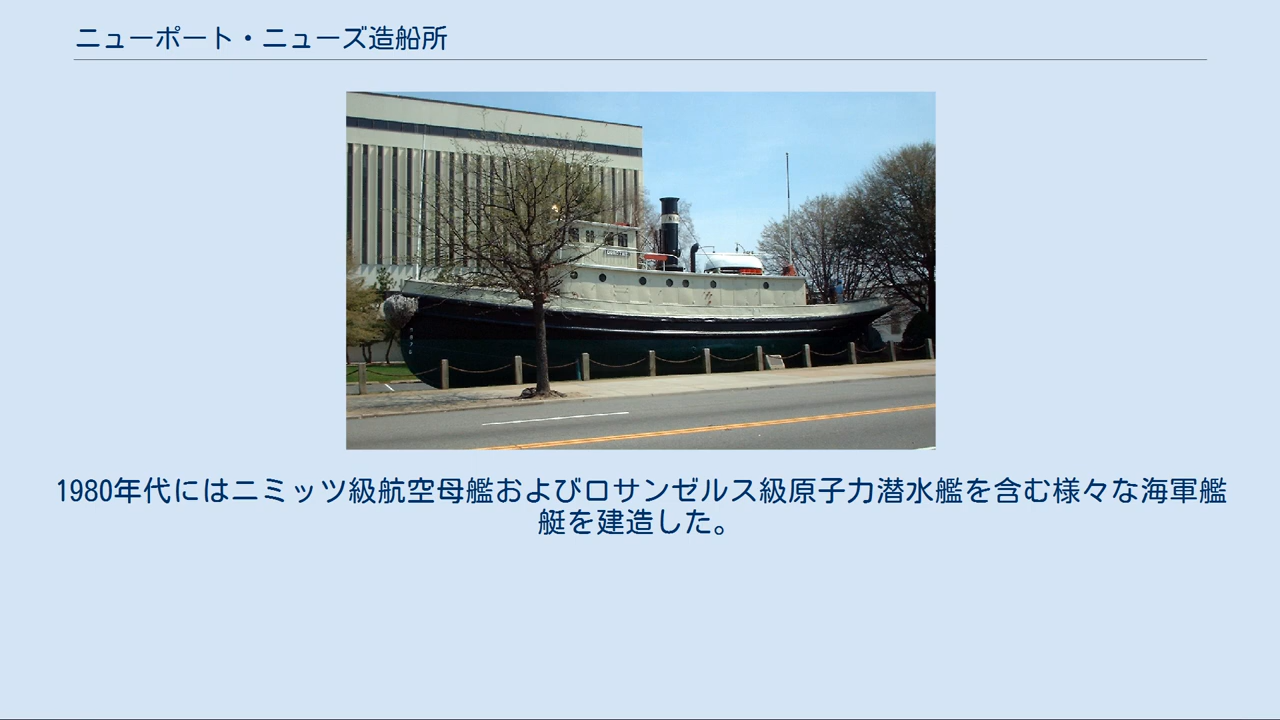 ニューポート・ニューズ造船所
1980年代にはニミッツ級航空母艦およびロサンゼルス級原子力潜水艦を含む様々な海軍艦
艇を建造した。